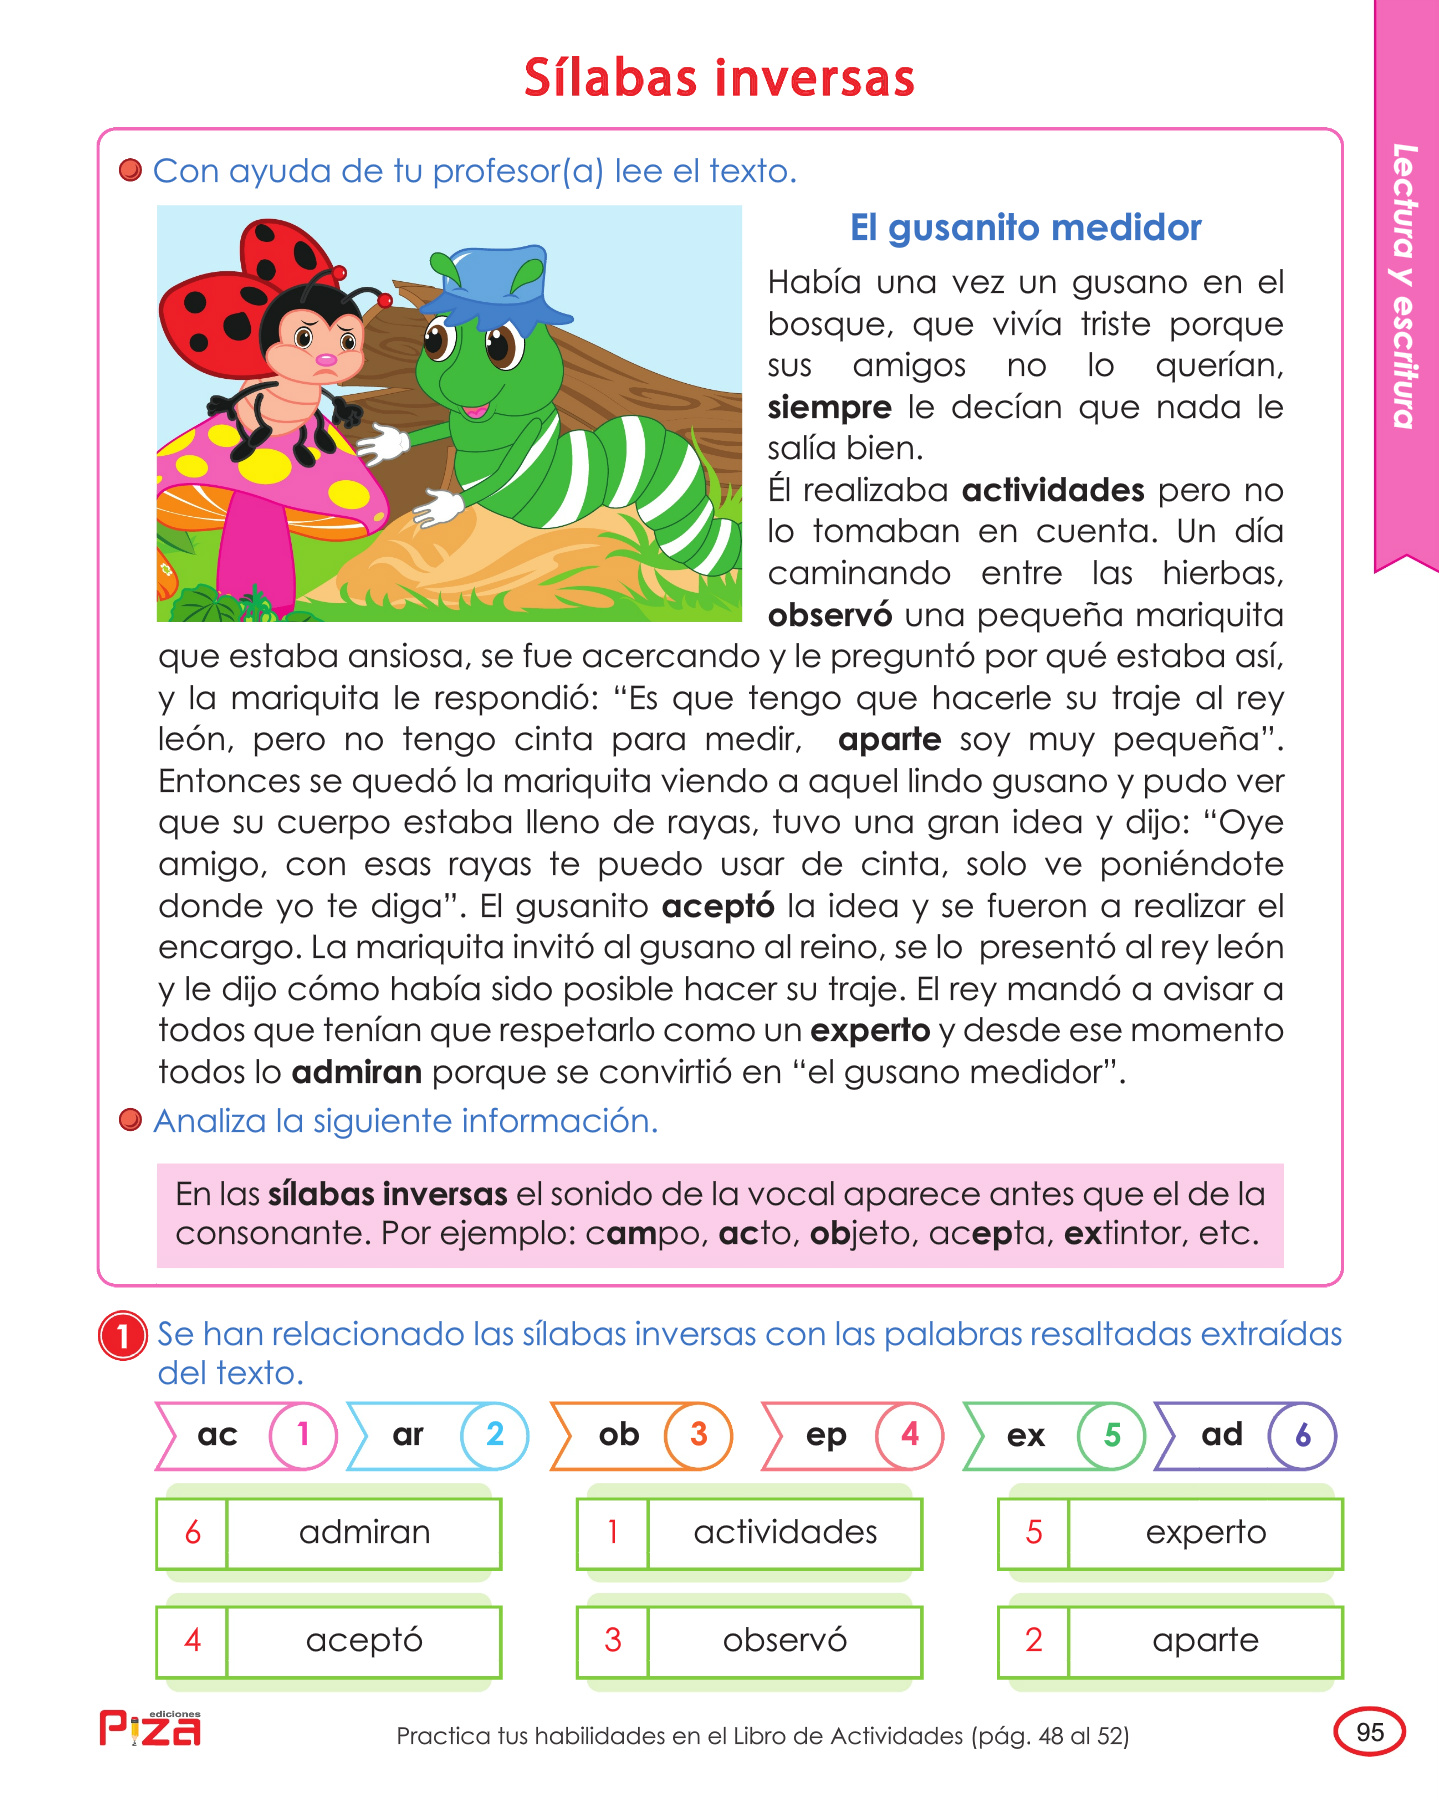 Sílabas inversas
Lectura y escritura
Con ayuda de tu profesor(a) lee el texto.
El gusanito medidor
Había una vez un gusano en el
bosque, que vivía triste porque
sus amigos no lo querían,
siempre le decían que nada le
salía bien.
Él realizaba actividades pero no
lo tomaban en cuenta. Un día
caminando entre las hierbas,
observó una pequeña mariquita
que estaba ansiosa, se fue acercando y le preguntó por qué estaba así,
y la mariquita le respondió: “Es que tengo que hacerle su traje al rey
león, pero no tengo cinta para medir, aparte soy muy pequeña”.
Entonces se quedó la mariquita viendo a aquel lindo gusano y pudo ver
que su cuerpo estaba lleno de rayas, tuvo una gran idea y dijo: “Oye
amigo, con esas rayas te puedo usar de cinta, solo ve poniéndote
donde yo te diga”. El gusanito aceptó la idea y se fueron a realizar el
encargo. La mariquita invitó al gusano al reino, se lo presentó al rey león
y le dijo cómo había sido posible hacer su traje. El rey mandó a avisar a
todos que tenían que respetarlo como un experto y desde ese momento
todos lo admiran porque se convirtió en “el gusano medidor”.
Analiza la siguiente información.
En las sílabas inversas el sonido de la vocal aparece antes que el de la
consonante. Por ejemplo: campo, acto, objeto, acepta, extintor, etc.
1 Se han relacionado las sílabas inversas con las palabras resaltadas extraídas
del texto.
ac 1 ar 2 ob 3 ep 4 ex 5 ad 6
6 admiran 1 actividades 5 experto
4 aceptó 3 observó 2 aparte
ediciones
Piza
Practica tus habilidades en el Libro de Actividades (pág. 48 al 52)
95